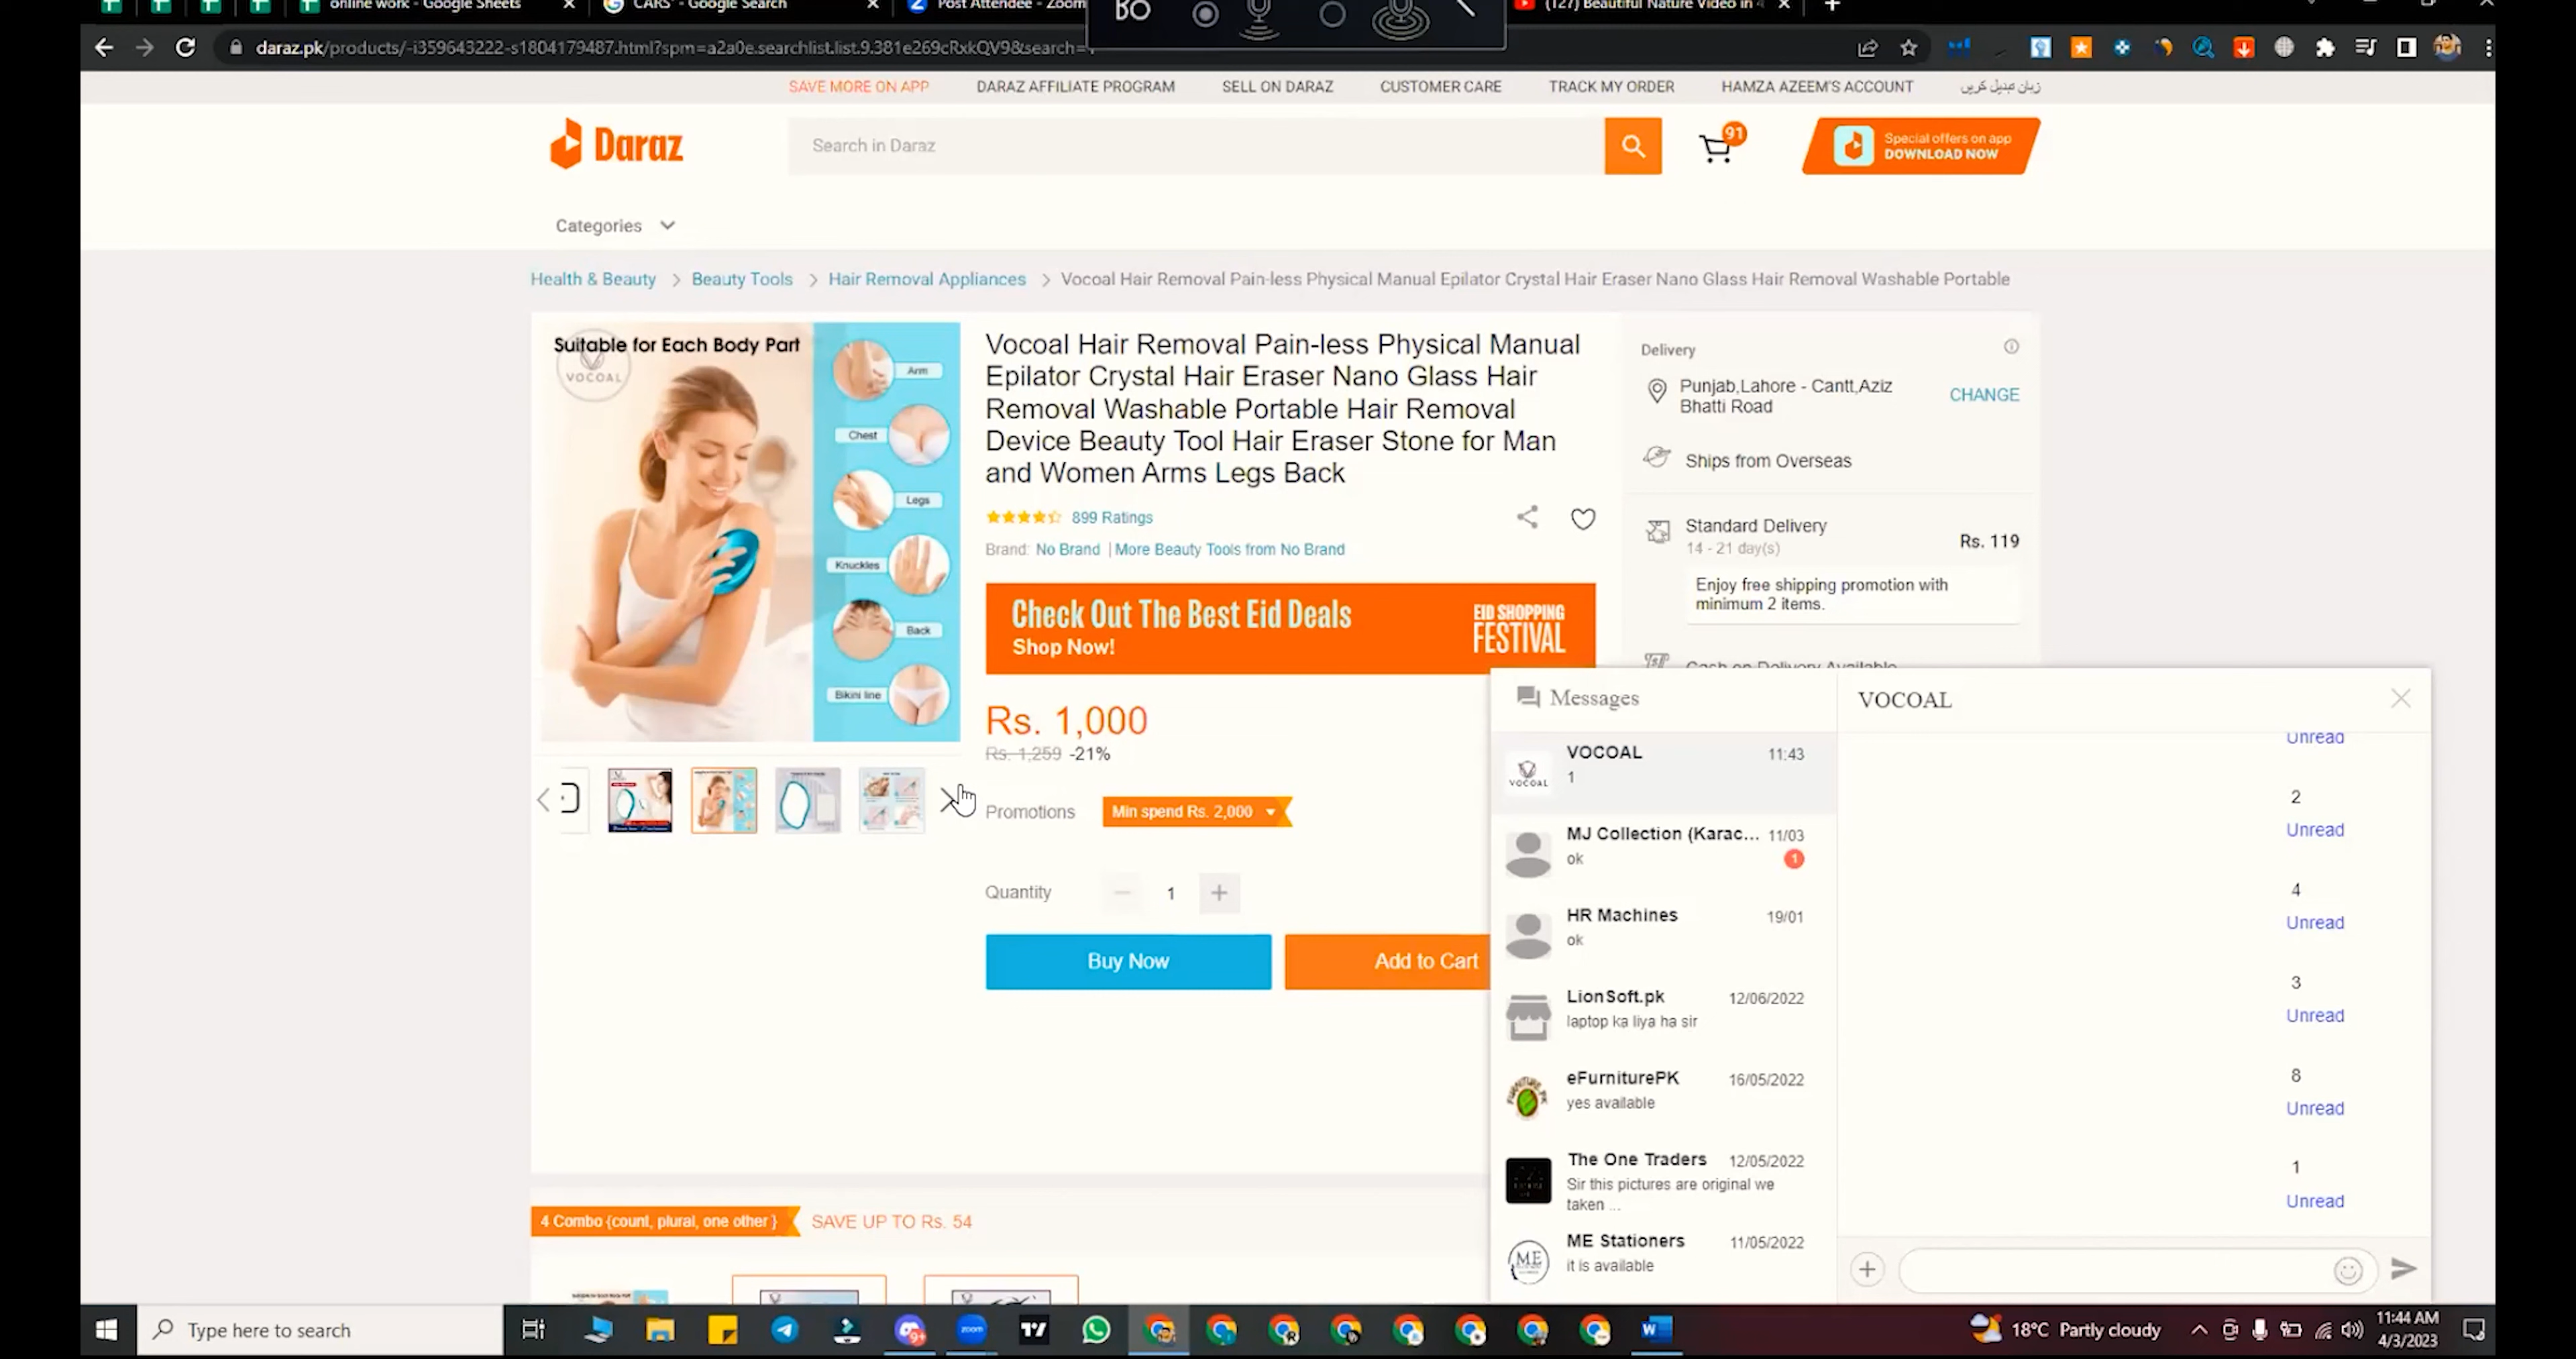 online work - Google Sheets
CARS' - Google Search
Post Attendee - Zoom
(127) Beautiful Nature Video in
daraz.pk/products/-i359643222-s1804179487.html?spm=a2a0e.searchlist.list.9.381e269cRxkQV9&search=
SAVE MORE ON APP
DARAZ AFFILIATE PROGRAM
SELL ON DARAZ
CUSTOMER CARE
TRACK MY ORDER
HAMZA AZEEM'S ACCOUNT
زبان تبدیل کریں
Daraz
Search in Daraz
91
Special offers on app
DOWNLOAD NOW
Categories
Health & Beauty > Beauty Tools > Hair Removal Appliances > Vocoal Hair Removal Pain-less Physical Manual Epilator Crystal Hair Eraser Nano Glass Hair Removal Washable Portable
Suitable for Each Body Part
VOCOAL
Arm
Chest
Legs
Knuckles
Back
Bikini line
Vocoal Hair Removal Pain-less Physical Manual
Epilator Crystal Hair Eraser Nano Glass Hair
Removal Washable Portable Hair Removal
Device Beauty Tool Hair Eraser Stone for Man
and Women Arms Legs Back
899 Ratings
Brand: No Brand | More Beauty Tools from No Brand
Check Out The Best Eid Deals
Shop Now!
EID SHOPPING
FESTIVAL
Rs. 1,000
Rs. 1,259 -21%
Promotions
Min spend Rs. 2,000
Quantity
1
Buy Now
Add to Cart
4 Combo {count, plural, one other }
SAVE UP TO Rs. 54
Delivery
Punjab,Lahore - Cantt,Aziz
Bhatti Road
CHANGE
Ships from Overseas
Standard Delivery
14 - 21 day(s)
Rs. 119
Enjoy free shipping promotion with
minimum 2 items.
Cash on Delivery Available
Messages
VOCOAL
VOCOAL 11:43
1
MJ Collection (Karac... 11/03
ok
1
HR Machines 19/01
ok
LionSoft.pk 12/06/2022
laptop ka liya ha sir
eFurniturePK 16/05/2022
yes available
The One Traders 12/05/2022
Sir this pictures are original we
taken ...
ME Stationers 11/05/2022
it is available
Unread
2
Unread
4
Unread
3
Unread
8
Unread
1
Unread
Type here to search
9+
zoom
18°C Partly cloudy
11:44 AM
4/3/2023